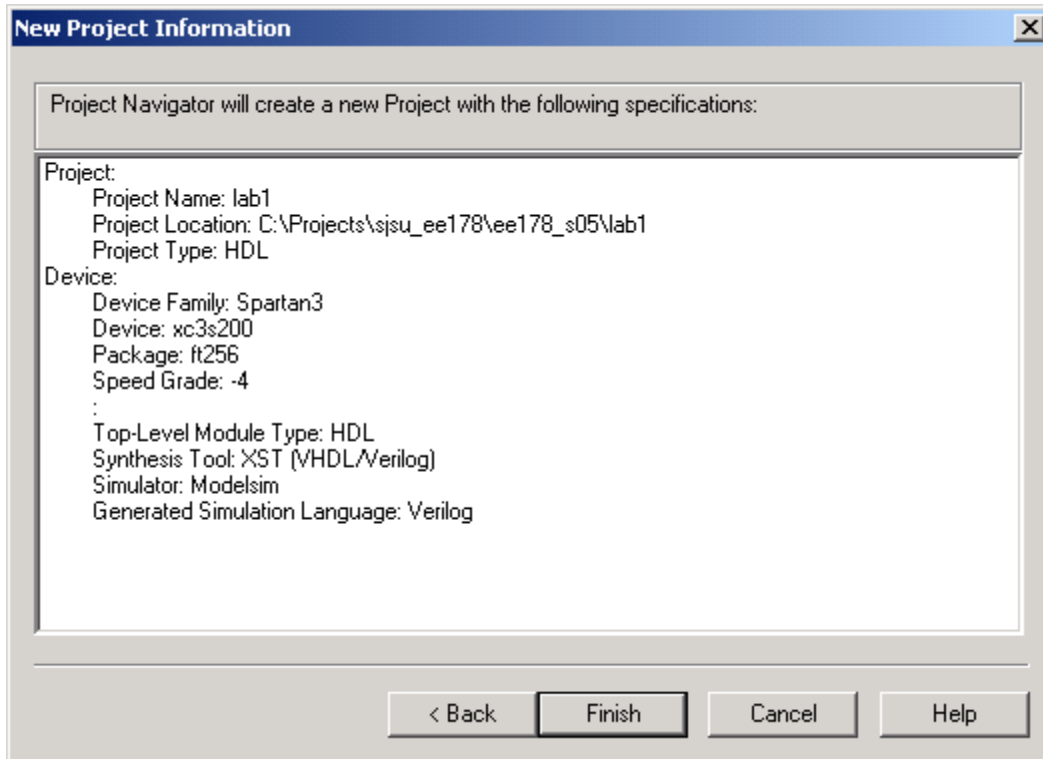 New Project Information
Project Navigator will create a new Project with the following specifications:
Project:
Project Name: lab1
Project Location: C:\Projects\sjsu_ee178\ee178_s05\lab1
Project Type: HDL
Device:
Device Family: Spartan3
Device: xc3s200
Package: ft256
Speed Grade: -4
:
Top-Level Module Type: HDL
Synthesis Tool: XST (VHDL/Verilog)
Simulator: Modelsim
Generated Simulation Language: Verilog
< Back Finish Cancel Help